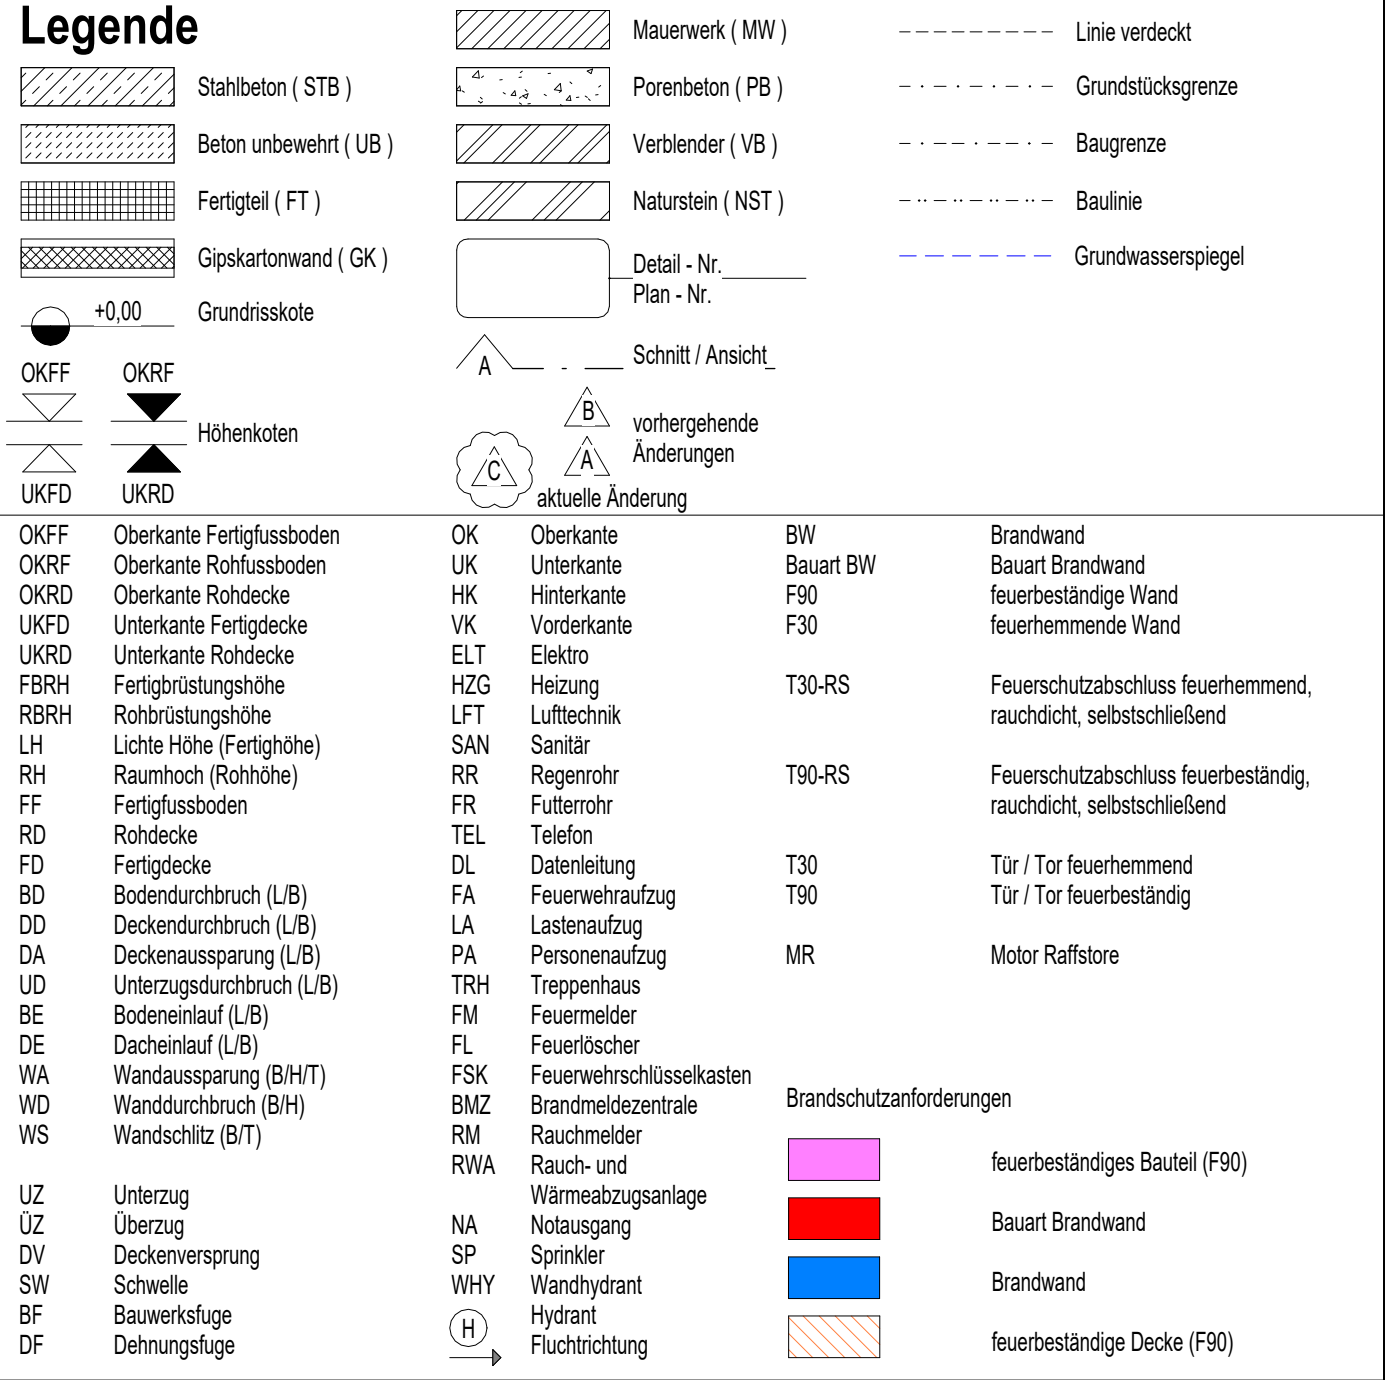 Legende
Stahlbeton ( STB )
Beton unbewehrt ( UB )
Fertigteil ( FT )
Gipskartonwand ( GK )
+0,00 Grundrisskote
OKFF OKRF
Höhenkoten
UKFD UKRD
Mauerwerk ( MW )
Porenbeton ( PB )
Verblender ( VB )
Naturstein ( NST )
Detail - Nr.
Plan - Nr.
A Schnitt / Ansicht
B vorhergehende
A Änderungen
C
aktuelle Änderung
Linie verdeckt
Grundstücksgrenze
Baugrenze
Baulinie
Grundwasserspiegel
OKFF Oberkante Fertigfussboden
OKRF Oberkante Rohfussboden
OKRD Oberkante Rohdecke
UKFD Unterkante Fertigdecke
UKRD Unterkante Rohdecke
FBRH Fertigbrüstungshöhe
RBRH Rohbrüstungshöhe
LH Lichte Höhe (Fertighöhe)
RH Raumhoch (Rohhöhe)
FF Fertigfussboden
RD Rohdecke
FD Fertigdecke
BD Bodendurchbruch (L/B)
DD Deckendurchbruch (L/B)
DA Deckenaussparung (L/B)
UD Unterzugsdurchbruch (L/B)
BE Bodeneinlauf (L/B)
DE Dacheinlauf (L/B)
WA Wandaussparung (B/H/T)
WD Wanddurchbruch (B/H)
WS Wandschlitz (B/T)
UZ Unterzug
ÜZ Überzug
DV Deckenversprung
SW Schwelle
BF Bauwerksfuge
DF Dehnungsfuge
OK Oberkante
UK Unterkante
HK Hinterkante
VK Vorderkante
ELT Elektro
HZG Heizung
LFT Lufttechnik
SAN Sanitär
RR Regenrohr
FR Futterrohr
TEL Telefon
DL Datenleitung
FA Feuerwehraufzug
LA Lastenaufzug
PA Personenaufzug
TRH Treppenhaus
FM Feuermelder
FL Feuerlöscher
FSK Feuerwehrschlüsselkasten
BMZ Brandmeldezentrale
RM Rauchmelder
RWA Rauch- und
Wärmeabzugsanlage
NA Notausgang
SP Sprinkler
WHY Wandhydrant
H Hydrant
Fluchtrichtung
BW Brandwand
Bauart BW Bauart Brandwand
F90 feuerbeständige Wand
F30 feuerhemmende Wand
T30-RS Feuerschutzabschluss feuerhemmend,
rauchdicht, selbstschließend
T90-RS Feuerschutzabschluss feuerbeständig,
rauchdicht, selbstschließend
T30 Tür / Tor feuerhemmend
T90 Tür / Tor feuerbeständig
MR Motor Raffstore
Brandschutzanforderungen
feuerbeständiges Bauteil (F90)
Bauart Brandwand
Brandwand
feuerbeständige Decke (F90)